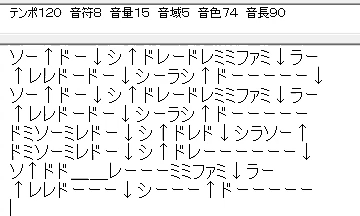 テンポ120 音符8 音量15 音域5 音色74 音長90
ソー↑ドー↓シ↑ドレードレミミファミ↓ラー
↑レレドード↓シーラシ↑ドーーーーー↓
ソー↑ドー↓シ↑ドレードレミミファミ↓ラー
↑レレドード↓シーラシ↑ドーーーーー
ドミソーミレドー↓シ↑ドレド↓シラソー↑
ドミソーミレドー↓シ↑ドレーーーーーー↓
ソ↑ドド＿＿レーーーミミファミ↓ラー
↑レレドーーー↓シーーー↑ドーーーーー